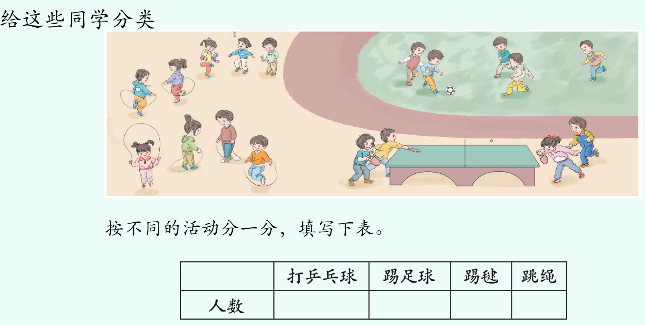 给这些同学分类
按不同的活动分一分，填写下表。
打乒乓球 踢足球 踢毽 跳绳
人数